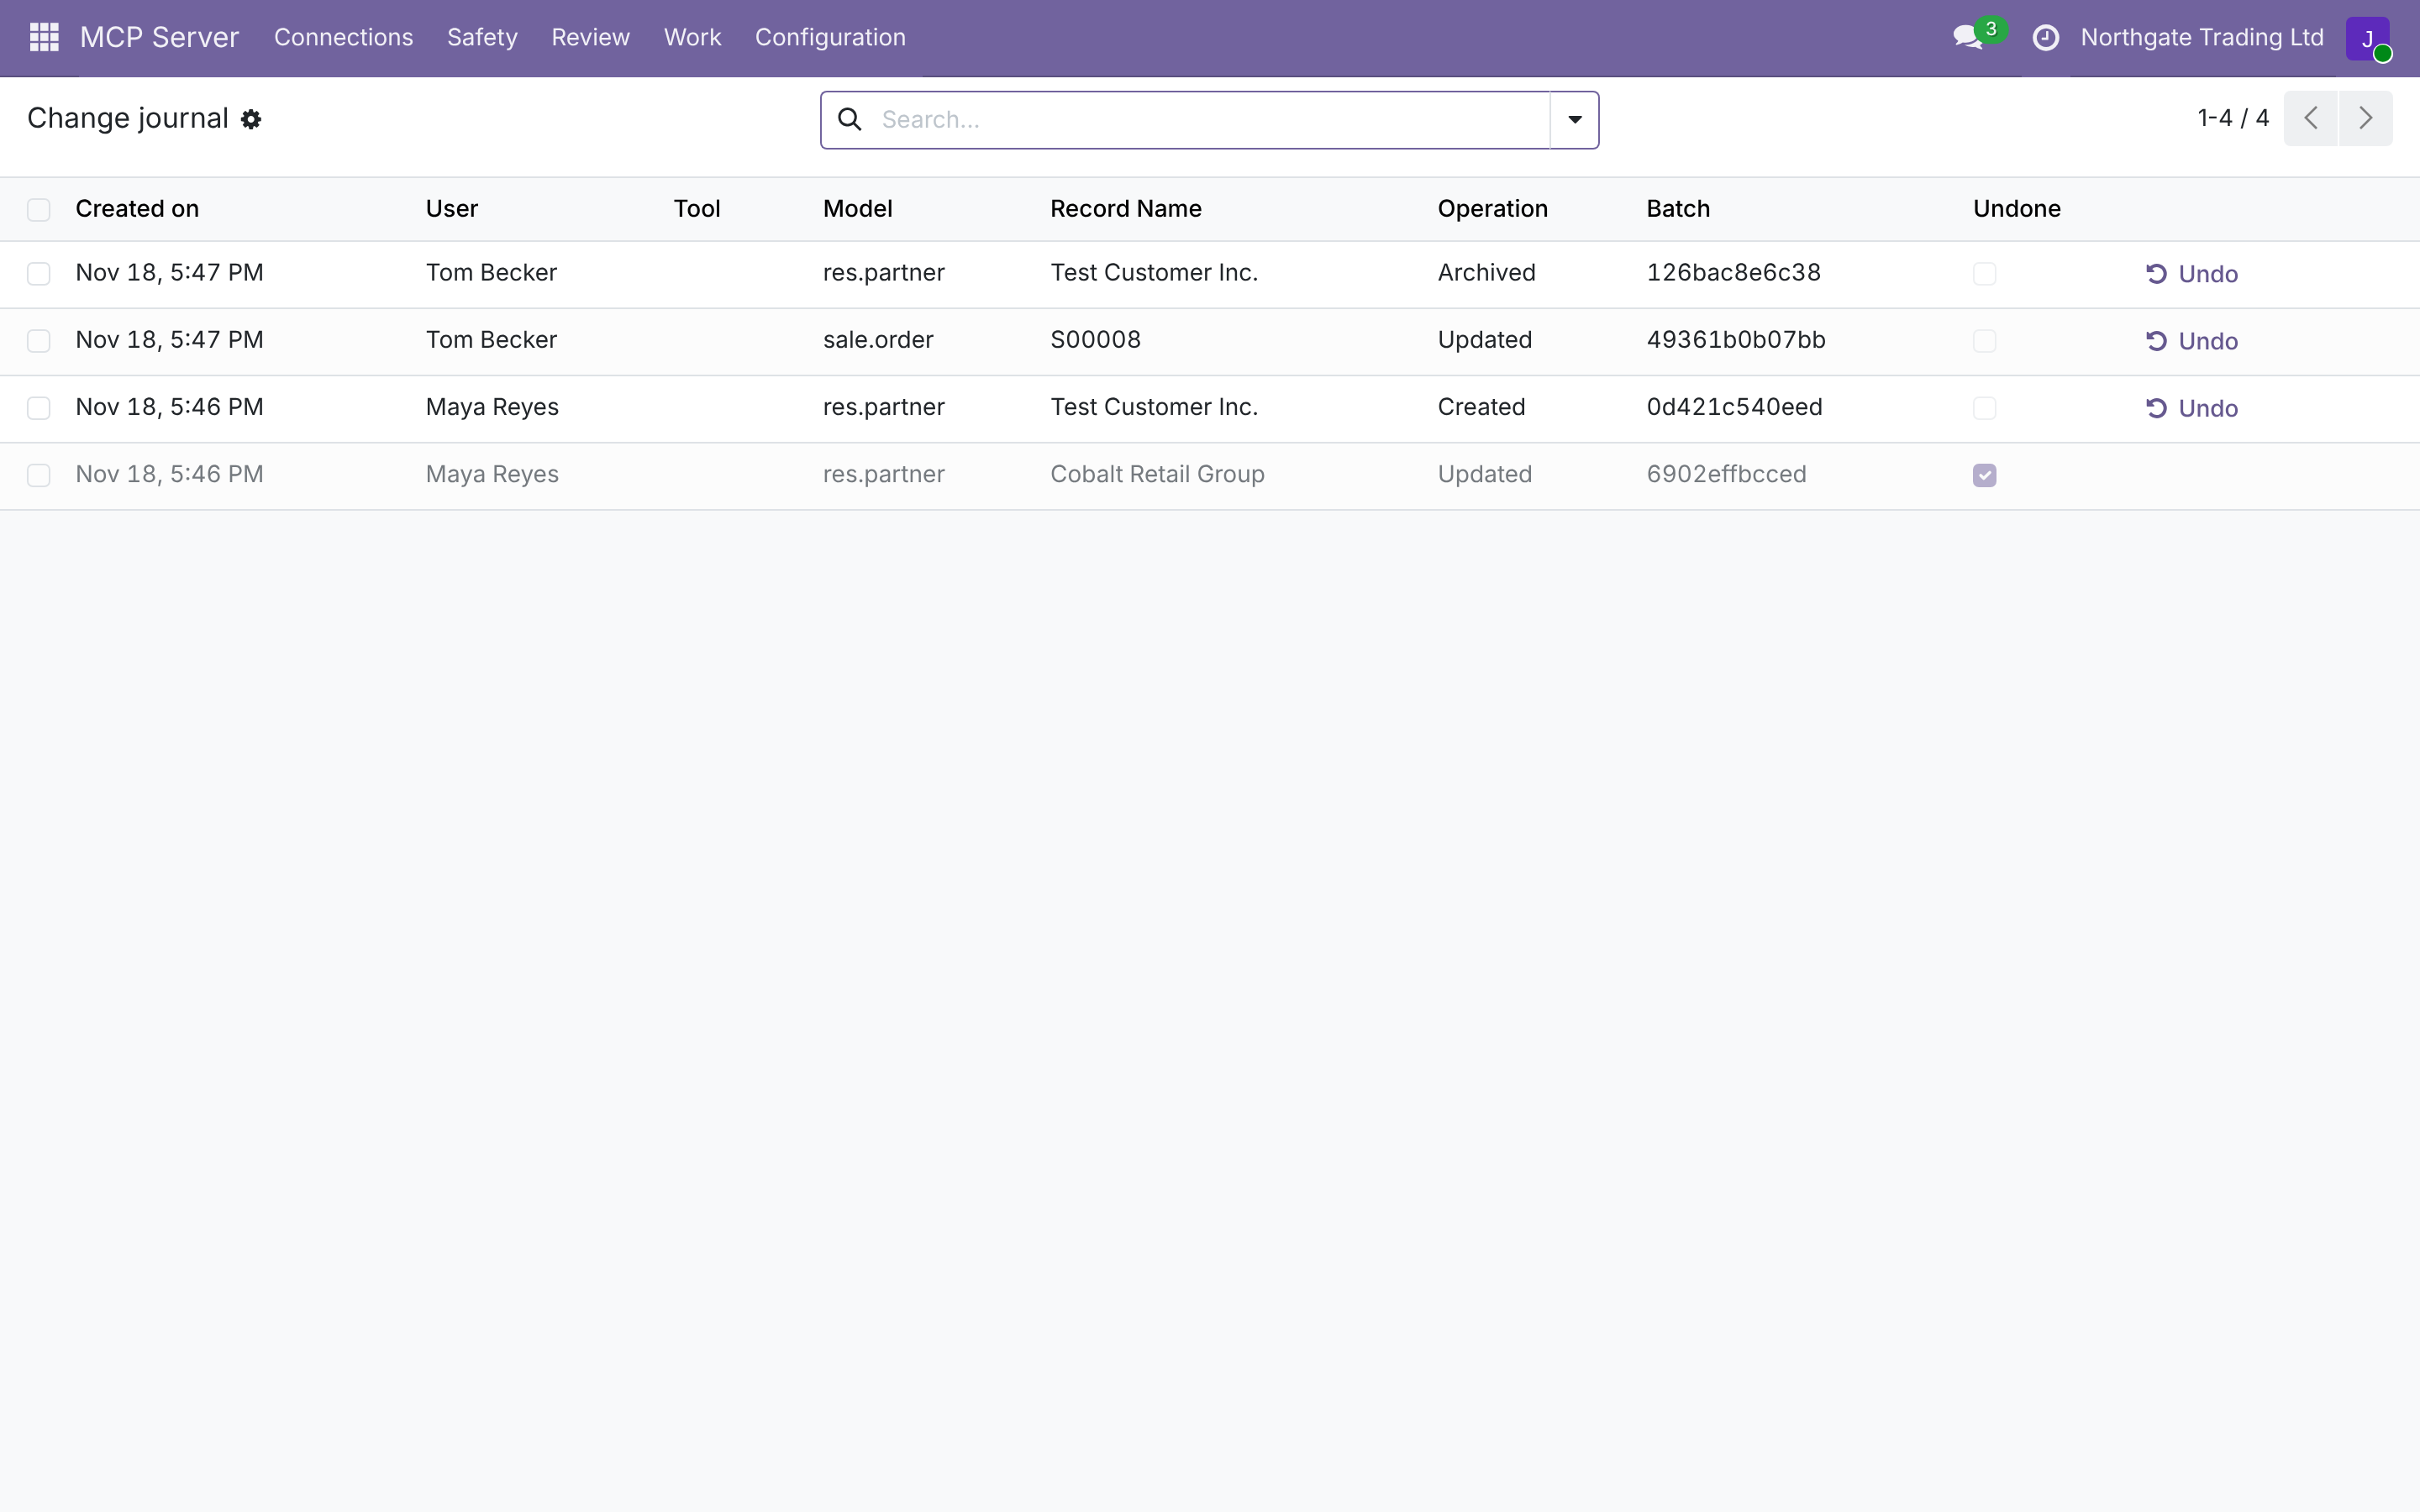 MCP Server Connections Safety Review Work Configuration 3 Northgate Trading Ltd J
Change journal Search... 1-4 / 4
Created on User Tool Model Record Name Operation Batch Undone
Nov 18, 5:47 PM Tom Becker res.partner Test Customer Inc. Archived 126bac8e6c38 Undo
Nov 18, 5:47 PM Tom Becker sale.order S00008 Updated 49361b0b07bb Undo
Nov 18, 5:46 PM Maya Reyes res.partner Test Customer Inc. Created 0d421c540eed Undo
Nov 18, 5:46 PM Maya Reyes res.partner Cobalt Retail Group Updated 6902effbcced